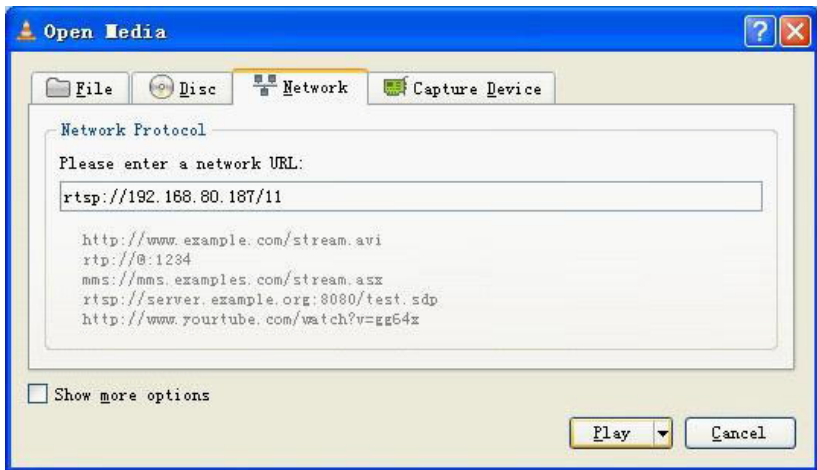 Open Media
File Disc Network Capture Device
Network Protocol
Please enter a network URL:
rtsp://192.168.80.187/11
http://www.example.com/stream.avi
rtp://@:1234
mms://mms.examples.com/stream.asx
rtsp://server.example.org:8080/test.sdp
http://www.yourtube.com/watch?v=gg64x
Show more options
Play Cancel